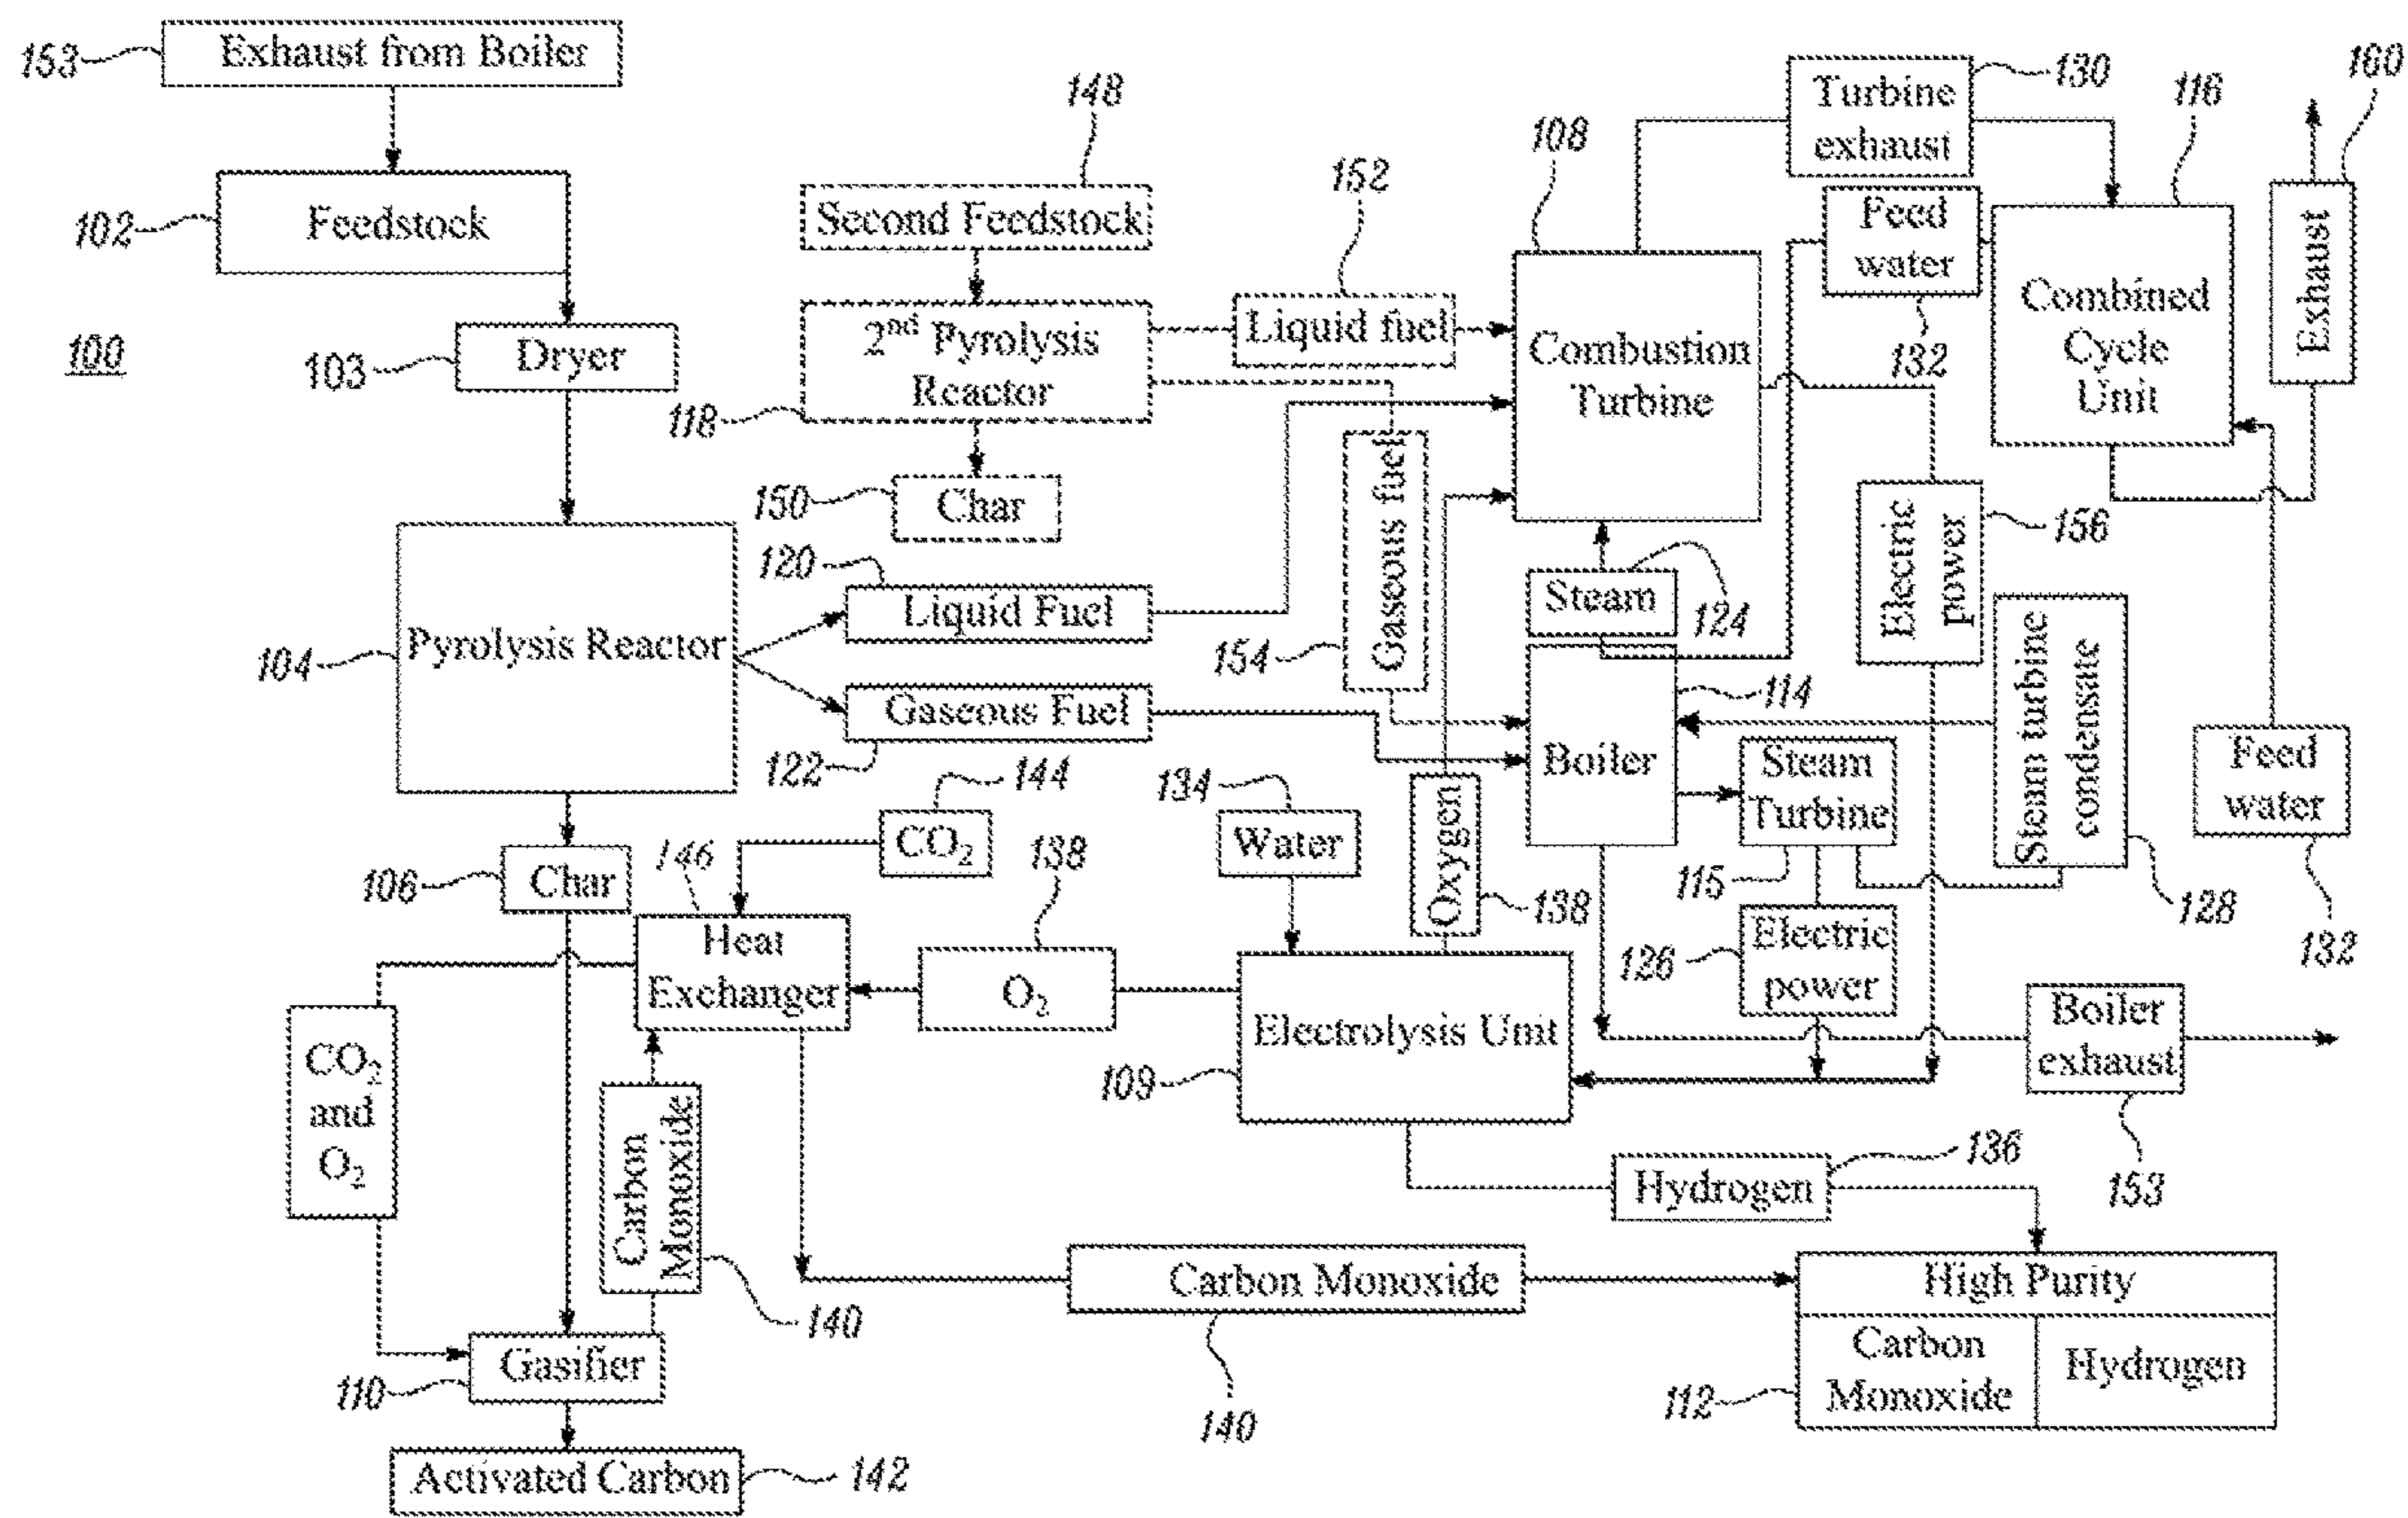 153
Exhaust from Boiler
102
Feedstock
100
103
Dryer
148
Second Feedstock
2nd Pyrolysis
Reactor
118
150
Char
152
Liquid fuel
154
Gaseous fuel
104
Pyrolysis Reactor
120
Liquid Fuel
Gaseous Fuel
122
106
Char
146
Heat
Exchanger
144
CO2
138
O2
CO2
and
O2
Carbon
Monoxide
140
110
Gasifier
Activated Carbon
142
108
Combustion
Turbine
Turbine
exhaust
130
Feed
water
132
116
Combined
Cycle
Unit
160
Exhaust
Electric
power
156
Steam
124
114
Boiler
Steam
Turbine
115
Steam turbine
condensate
128
Feed
water
132
134
Water
Oxygen
138
126
Electric
power
Electrolysis Unit
109
Boiler
exhaust
153
Hydrogen
136
Carbon Monoxide
140
High Purity
Carbon
Monoxide
Hydrogen
112